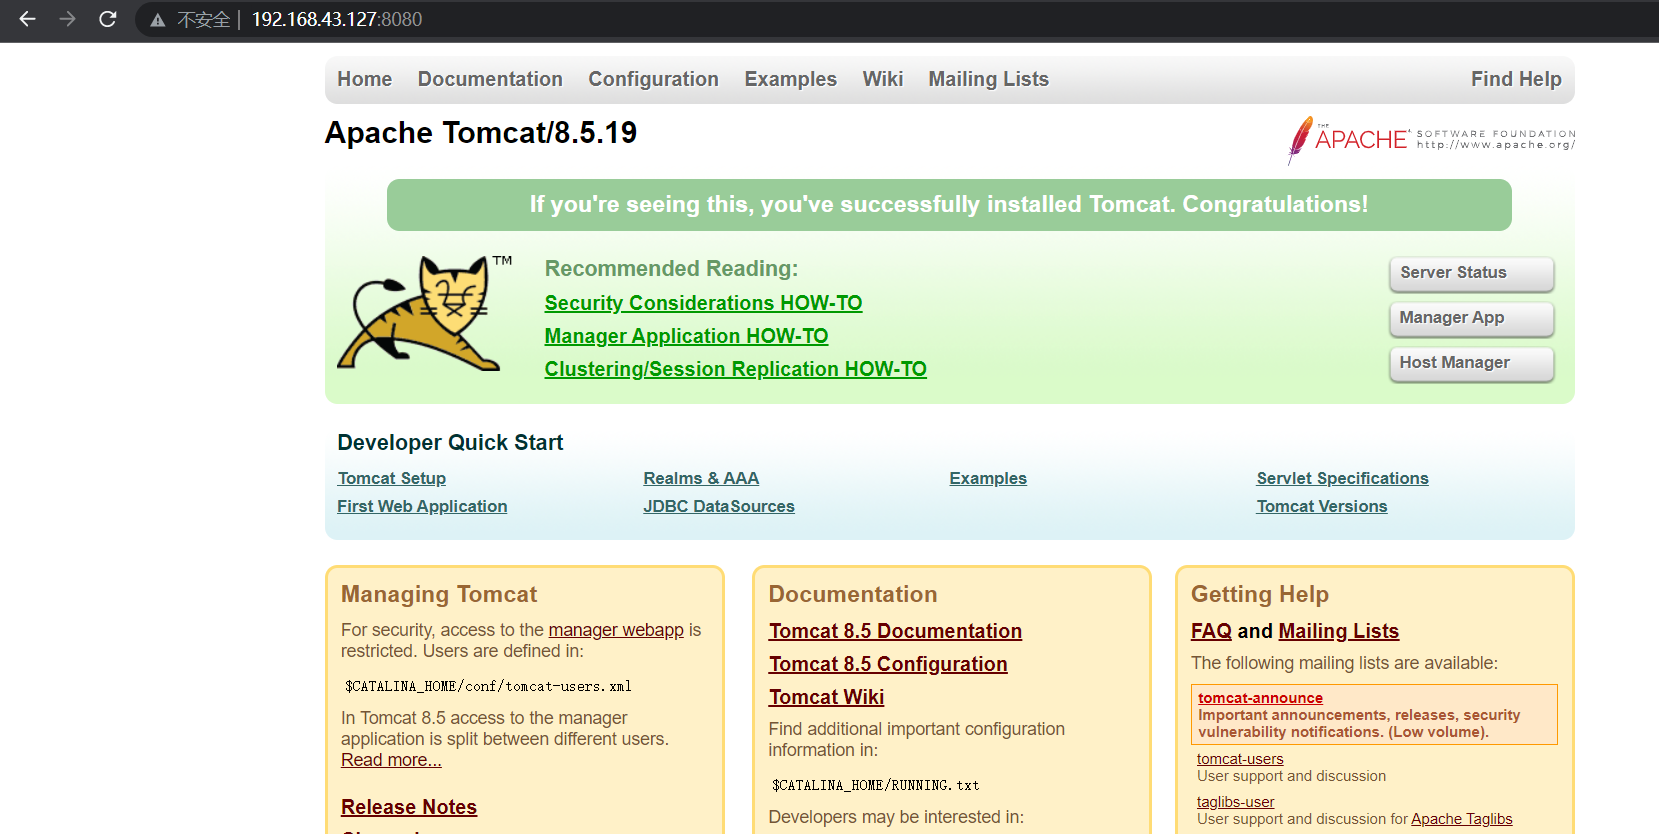 不安全 | 192.168.43.127:8080
Home Documentation Configuration Examples Wiki Mailing Lists Find Help
Apache Tomcat/8.5.19
THE APACHE SOFTWARE FOUNDATION
http://www.apache.org/
If you're seeing this, you've successfully installed Tomcat. Congratulations!
TM
Recommended Reading:
Security Considerations HOW-TO
Manager Application HOW-TO
Clustering/Session Replication HOW-TO
Server Status
Manager App
Host Manager
Developer Quick Start
Tomcat Setup
First Web Application
Realms & AAA
JDBC DataSources
Examples
Servlet Specifications
Tomcat Versions
Managing Tomcat
For security, access to the manager webapp is
restricted. Users are defined in:
$CATALINA_HOME/conf/tomcat-users.xml
In Tomcat 8.5 access to the manager
application is split between different users.
Read more...
Release Notes
Documentation
Tomcat 8.5 Documentation
Tomcat 8.5 Configuration
Tomcat Wiki
Find additional important configuration
information in:
$CATALINA_HOME/RUNNING.txt
Developers may be interested in:
Getting Help
FAQ and Mailing Lists
The following mailing lists are available:
tomcat-announce
Important announcements, releases, security
vulnerability notifications. (Low volume).
tomcat-users
User support and discussion
taglibs-user
User support and discussion for Apache Taglibs